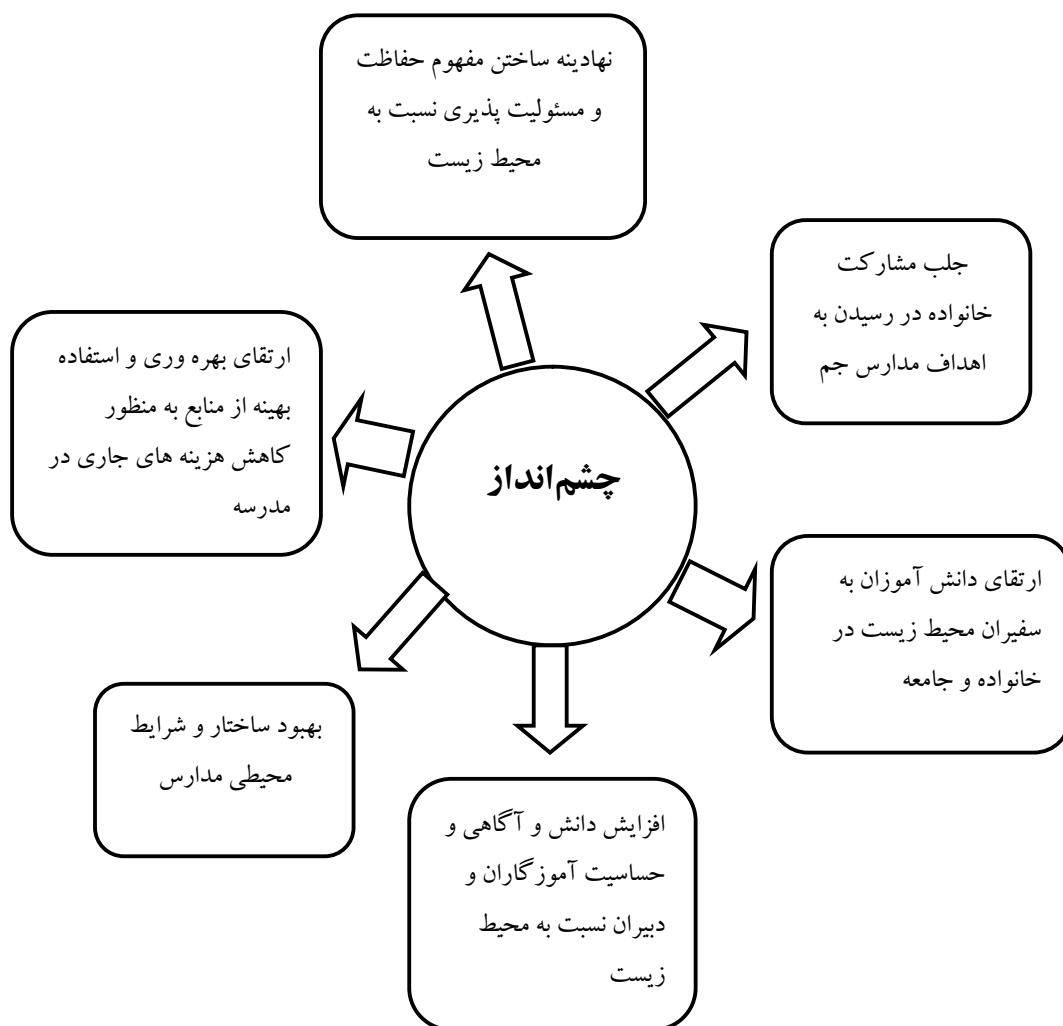 نهادینه ساختن مفهوم حفاظت
و مسئولیت پذیری نسبت به
محیط زیست
جلب مشارکت
خانواده در رسیدن به
اهداف مدارس جم
ارتقای بهره وری و استفاده
بهینه از منابع به منظور
کاهش هزینه های جاری در
مدرسه
چشم‌انداز
ارتقای دانش آموزان به
سفیران محیط زیست در
خانواده و جامعه
بهبود ساختار و شرایط
محیطی مدارس
افزایش دانش و آگاهی و
حساسیت آموزگاران و
دبیران نسبت به محیط
زیست